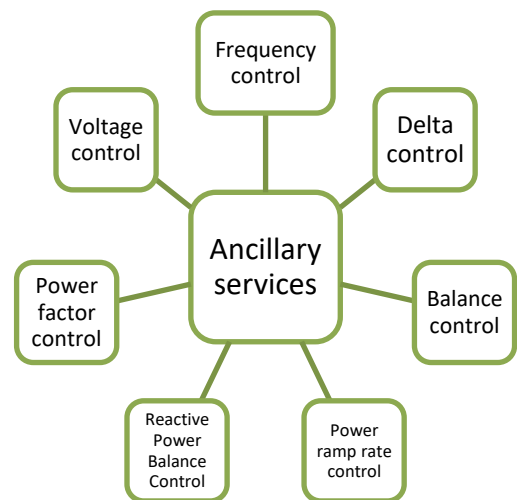 Frequency
control
Voltage
control
Delta
control
Ancillary
services
Power
factor
control
Balance
control
Reactive
Power
Balance
Control
Power
ramp rate
control